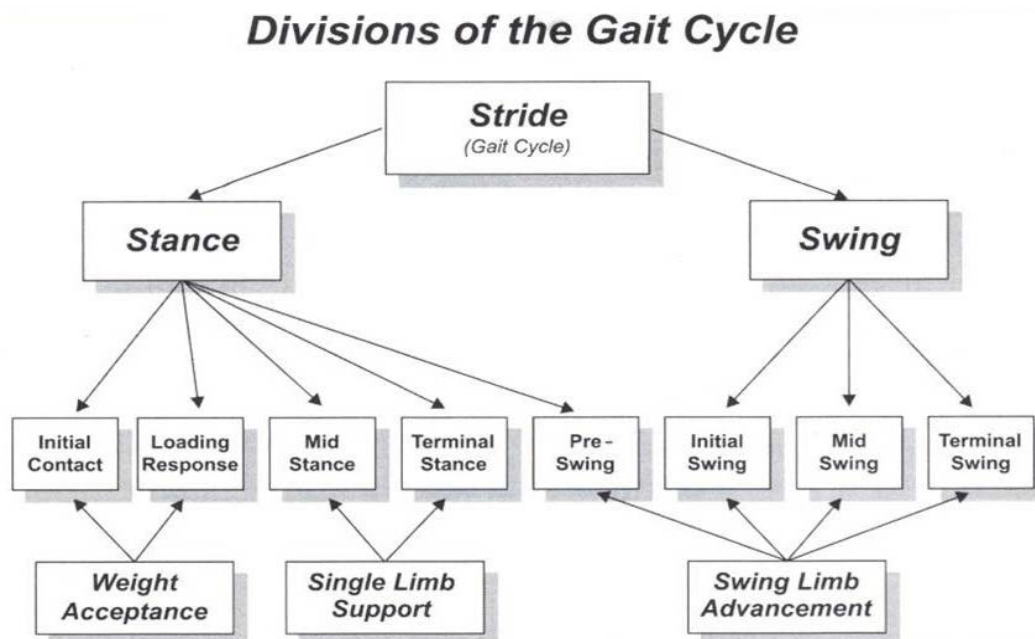 Divisions of the Gait Cycle
Stride
(Gait Cycle)
Stance
Swing
Initial
Contact
Loading
Response
Mid
Stance
Terminal
Stance
Pre -
Swing
Initial
Swing
Mid
Swing
Terminal
Swing
Weight
Acceptance
Single Limb
Support
Swing Limb
Advancement